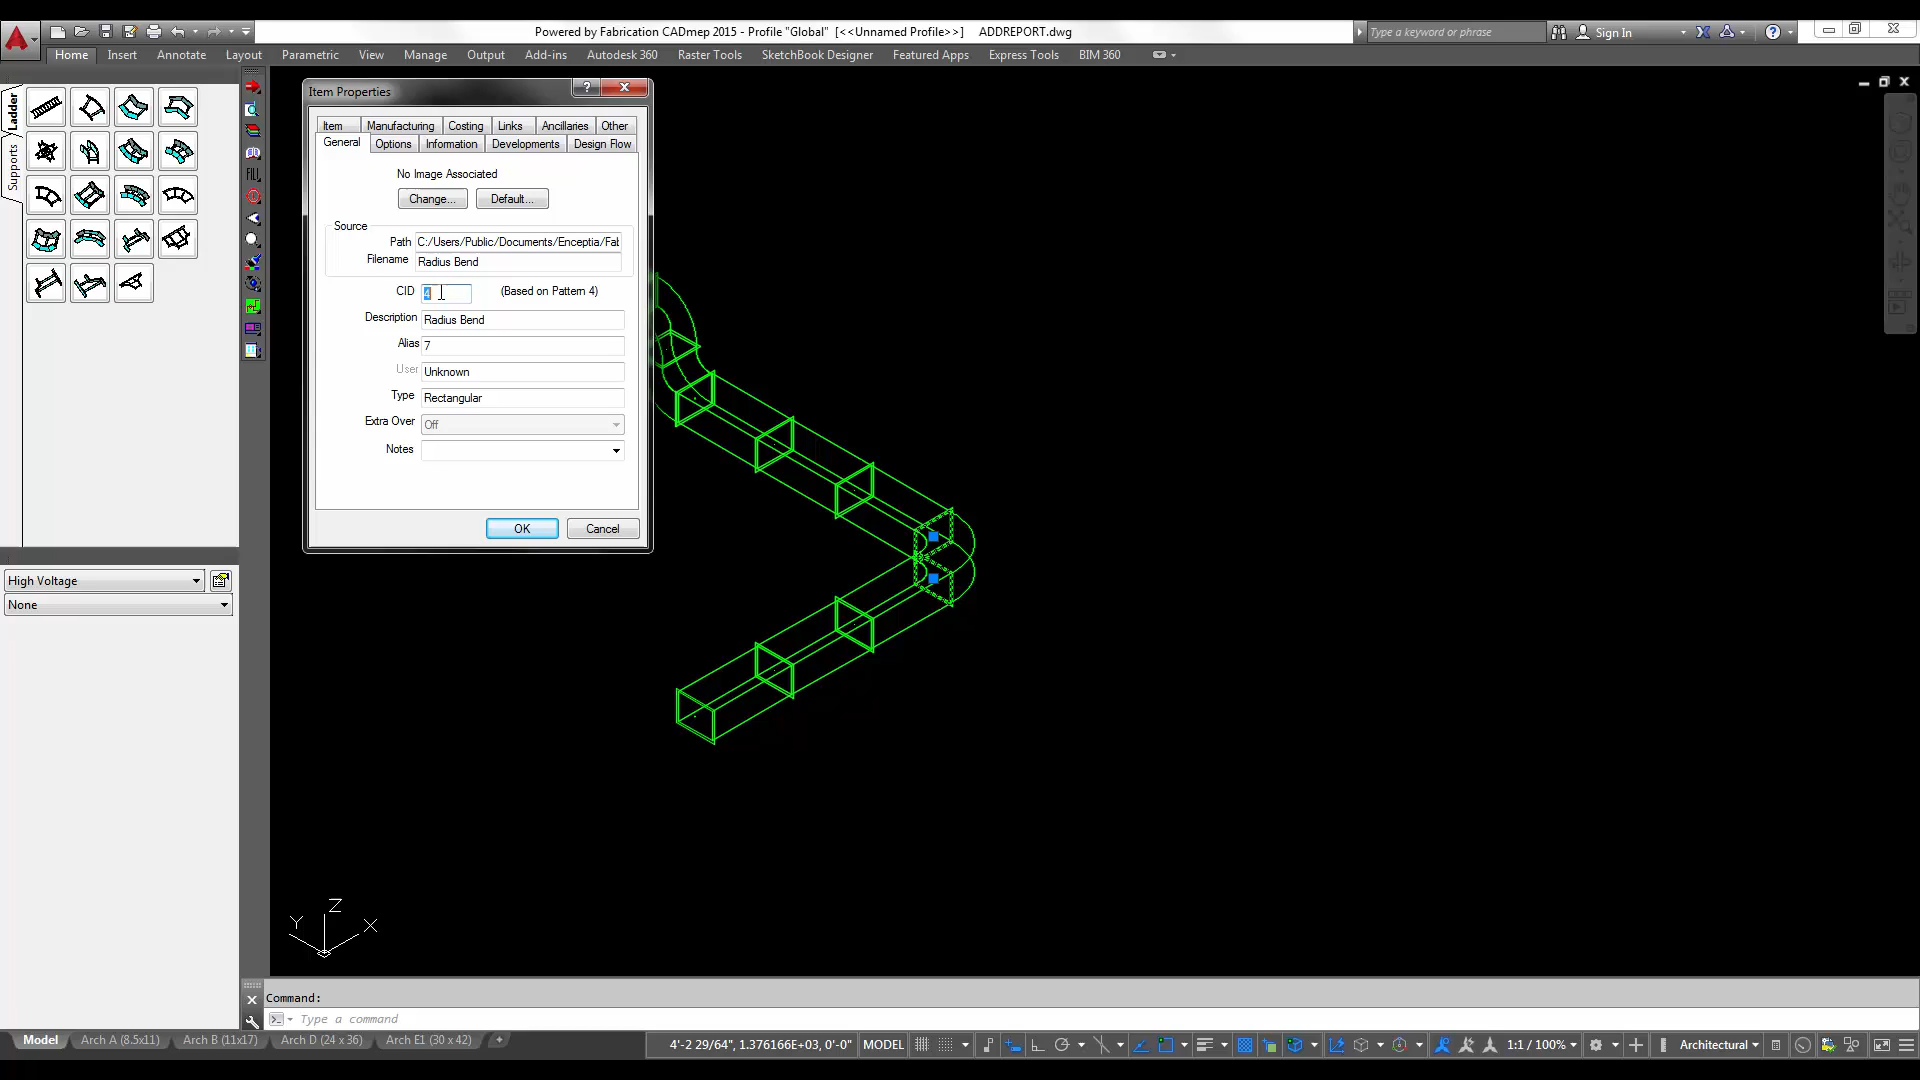 Powered by Fabrication CADmep 2015 - Profile "Global"  [<<Unnamed Profile>>]  ADDREPORT.dwg
Type a keyword or phrase
Sign In
Home Insert Annotate Geometry Layout Parametric View Manage Output Add-ins Autodesk 360 Raster Tools SketchBook Designer Featured Apps Express Tools BIM 360
Ladder
Supports
Item Properties
Item Manufacturing Costing Links Ancillaries Other
General Options Information Developments Design Flow
No Image Associated
Change... Default...
Source
Path C:/Users/Public/Documents/Enceptia/Fat
Filename Radius Bend
CID 4 (Based on Pattern 4)
Description Radius Bend
Alias 7
User Unknown
Type Rectangular
Extra Over Off
Notes
OK Cancel
High Voltage
None
Z
Y X
Command:
Type a command
Model Arch A (8.5x11) Arch B (11x17) Arch D (24 x 36) Arch E1 (30 x 42) +
4'-2 29/64", 1.376166E+03, 0'-0" MODEL 1:1 / 100% Architectural